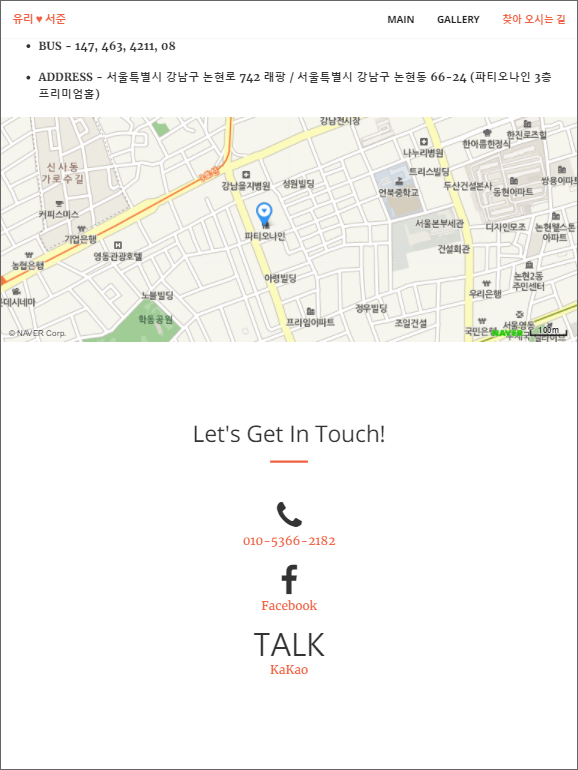 유리 ♥ 서준
MAIN
GALLERY
찾아 오시는 길
BUS - 147, 463, 4211, 08
ADDRESS - 서울특별시 강남구 논현로 742 래팡 / 서울특별시 강남구 논현동 66-24 (파티오나인 3층
프리미엄홀)
강남전시장
한진로즈힐
나누리병원
한아름한정식
신사동
가로수길
트리스빌딩
쌍용아파트
강남을지병원
성원빌딩
언북중학교
두산건설본사
동현아파트
커피스미스
파티오나인
서울본부세관
디자인모조
논현웰스톤
아파트
기업은행
영동관광호텔
건설회관
농협은행
아령빌딩
논현2동
주민센터
롯데시네마
노블빌딩
우리은행
학동공원
프라임아파트
정우빌딩
조일건설
국민은행
서울영동
© NAVER Corp.
NAVER
100m
Let's Get In Touch!
010-5366-2182
Facebook
TALK
KaKao